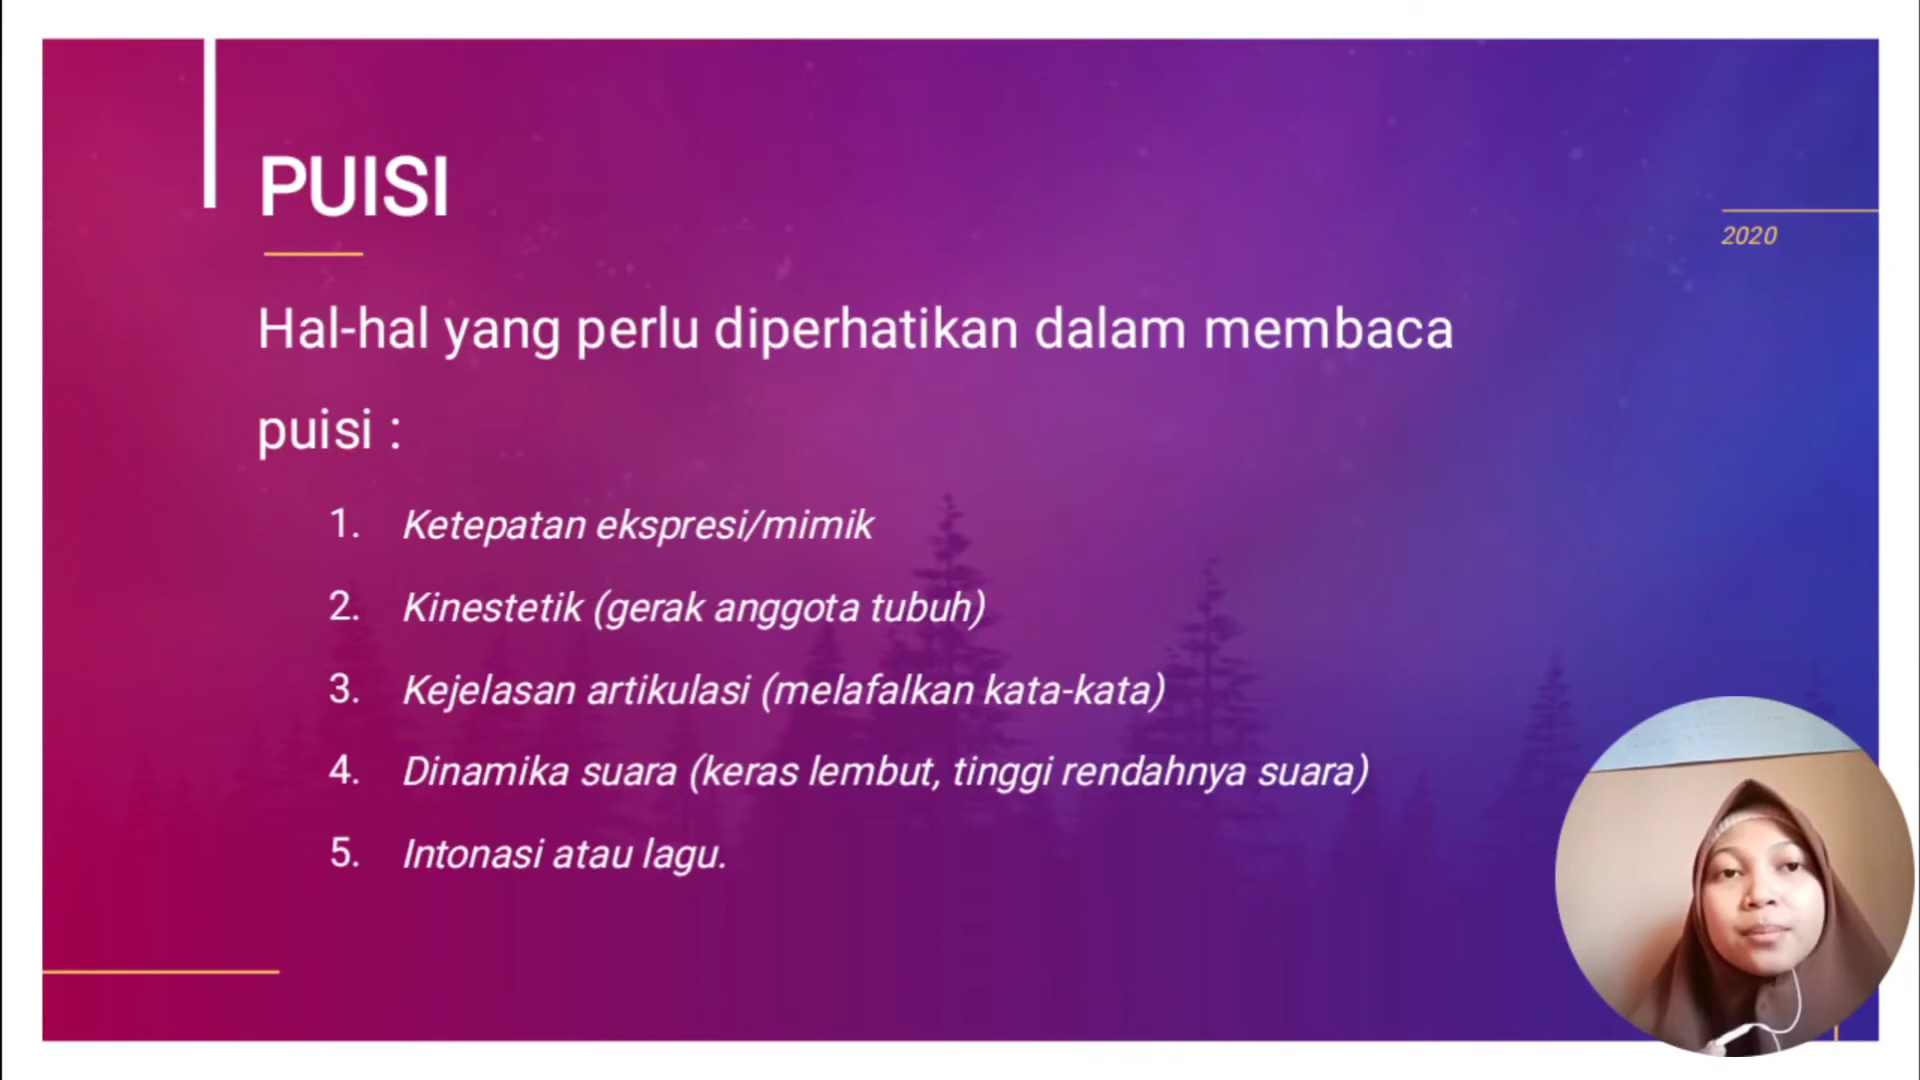 PUISI
2020
Hal-hal yang perlu diperhatikan dalam membaca
puisi :
1. Ketepatan ekspresi/mimik
2. Kinestetik (gerak anggota tubuh)
3. Kejelasan artikulasi (melafalkan kata-kata)
4. Dinamika suara (keras lembut, tinggi rendahnya suara)
5. Intonasi atau lagu.